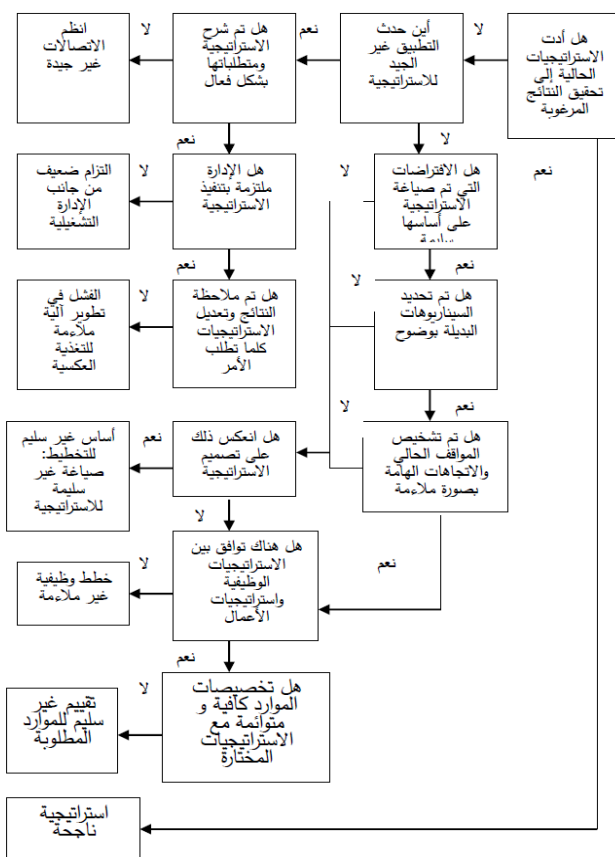 هل أدت
الاستراتيجيات
الحالية إلى
تحقيق النتائج
المرغوبة
لا
نعم
أين حدث
التطبيق غير
الجيد
للاستراتيجية
نعم
لا
هل تم شرح
الاستراتيجية
ومتطلباتها
بشكل فعال
لا
نعم
انظم
الاتصالات
غير جيدة
هل الافتراضات
التي تم صياغة
الاستراتيجية
على أساسها
سليمة
لا
نعم
هل الإدارة
ملتزمة بتنفيذ
الاستراتيجية
لا
نعم
التزام ضعيف
من جانب
الإدارة
التشغيلية
هل تم تحديد
السيناريوهات
البديلة بوضوح
لا
نعم
هل تم ملاحظة
النتائج وتعديل
الاستراتيجيات
كلما تطلب
الأمر
لا
الفشل في
تطوير آلية
ملاءمة
للتغذية
العكسية
هل تم تشخيص
المواقف الحالي
والاتجاهات الهامة
بصورة ملاءمة
لا
نعم
هل انعكس ذلك
على تصميم
الاستراتيجية
نعم
لا
أساس غير سليم
للتخطيط:
صياغة غير
سليمة
للاستراتيجية
هل هناك توافق بين
الاستراتيجيات
الوظيفية
واستراتيجيات
الأعمال
لا
نعم
خطط وظيفية
غير ملاءمة
هل تخصيصات
الموارد كافية و
متوائمة مع
الاستراتيجيات
المختارة
لا
تقييم غير
سليم للموارد
المطلوبة
استراتيجية
ناجحة